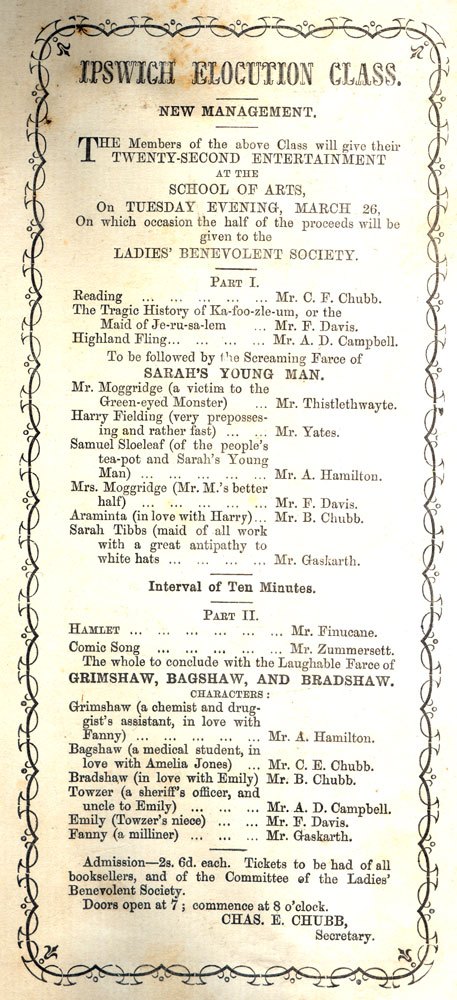 IPSWICH ELOCUTION CLASS.
NEW MANAGEMENT.
THE Members of the above Class will give their
TWENTY-SECOND ENTERTAINMENT
AT THE
SCHOOL OF ARTS,
On TUESDAY EVENING, MARCH 26,
On which occasion the half of the proceeds will be
given to the
LADIES' BENEVOLENT SOCIETY.
PART I.
Reading ... ... ... ... ... Mr. C. F. Chubb.
The Tragic History of Ka-foo-zle-um, or the
Maid of Je-ru-sa-lem ... Mr. F. Davis.
Highland Fling... ... ... ... Mr. A. D. Campbell.
To be followed by the Screaming Farce of
SARAH'S YOUNG MAN.
Mr. Moggridge (a victim to the
Green-eyed Monster) ... Mr. Thistlethwayte.
Harry Fielding (very preposses-
ing and rather fast) ... ... Mr. Yates.
Samuel Sloeleaf (of the people's
tea-pot and Sarah's Young
Man) ... ... ... ... ... Mr. A. Hamilton.
Mrs. Moggridge (Mr. M.'s better
half) ... ... ... ... ... Mr. F. Davis.
Araminta (in love with Harry)... Mr. B. Chubb.
Sarah Tibbs (maid of all work
with a great antipathy to
white hats ... ... ... ... Mr. Gaskarth.
Interval of Ten Minutes.
PART II.
HAMLET ... ... ... ... ... ... Mr. Finucane.
Comic Song ... ... ... ... ... Mr. Zummersett.
The whole to conclude with the Laughable Farce of
GRIMSHAW, BAGSHAW, AND BRADSHAW.
CHARACTERS:
Grimshaw (a chemist and drug-
gist's assistant, in love with
Fanny) ... ... ... ... ... Mr. A. Hamilton.
Bagshaw (a medical student, in
love with Amelia Jones) ... Mr. C. E. Chubb.
Bradshaw (in love with Emily) Mr. B. Chubb.
Towzer (a sheriff's officer, and
uncle to Emily) ... ... ... Mr. A. D. Campbell.
Emily (Towzer's niece) ... ... Mr. F. Davis.
Fanny (a milliner) ... ... ... Mr. Gaskarth.
Admission—2s. 6d. each. Tickets to be had of all
booksellers, and of the Committee of the Ladies'
Benevolent Society.
Doors open at 7; commence at 8 o'clock.
CHAS. E. CHUBB,
Secretary.